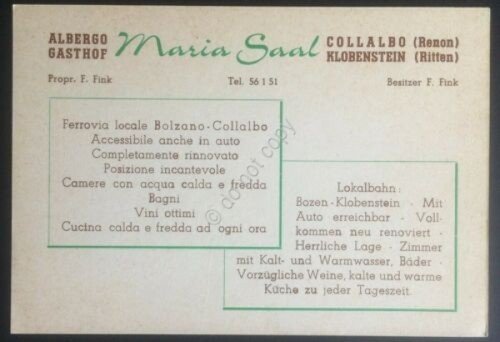 ALBERGO
GASTHOF
Maria Saal
COLLALBO (Renon)
KLOBENSTEIN (Ritten)
Propr. F. Fink
Tel. 56 1 51
Besitzer F. Fink
Ferrovia locale Bolzano-Collalbo
Accessibile anche in auto
Completamente rinnovato
Posizione incantevole
Camere con acqua calda e fredda
Bagni
Vini ottimi
Cucina calda e fredda ad ogni ora
Lokalbahn:
Bozen-Klobenstein · Mit
Auto erreichbar · Voll-
kommen neu renoviert ·
Herrliche Lage · Zimmer
mit Kalt- und Warmwasser, Bäder ·
Vorzügliche Weine, kalte und warme
Küche zu jeder Tageszeit.
© do not copy